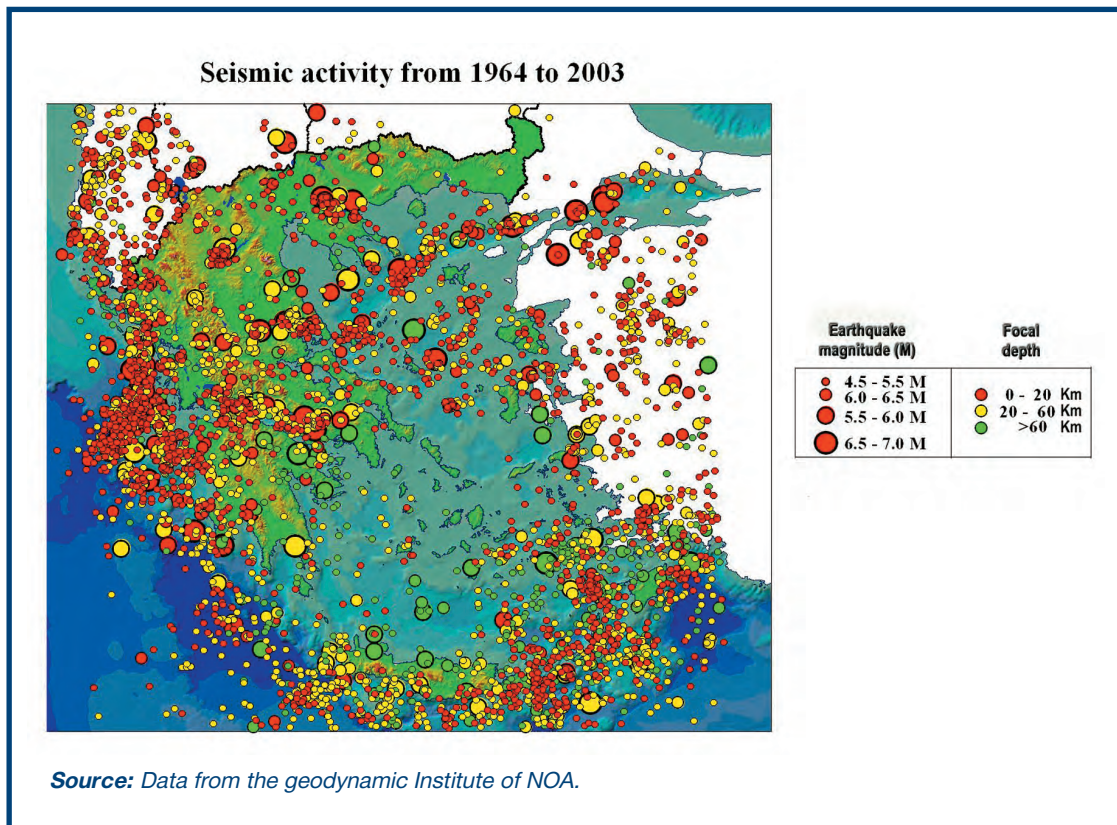 Seismic activity from 1964 to 2003
Earthquake
magnitude (M)
4.5 - 5.5 M
6.0 - 6.5 M
5.5 - 6.0 M
6.5 - 7.0 M
Focal
depth
0 - 20 Km
20 - 60 Km
>60 Km
Source: Data from the geodynamic Institute of NOA.